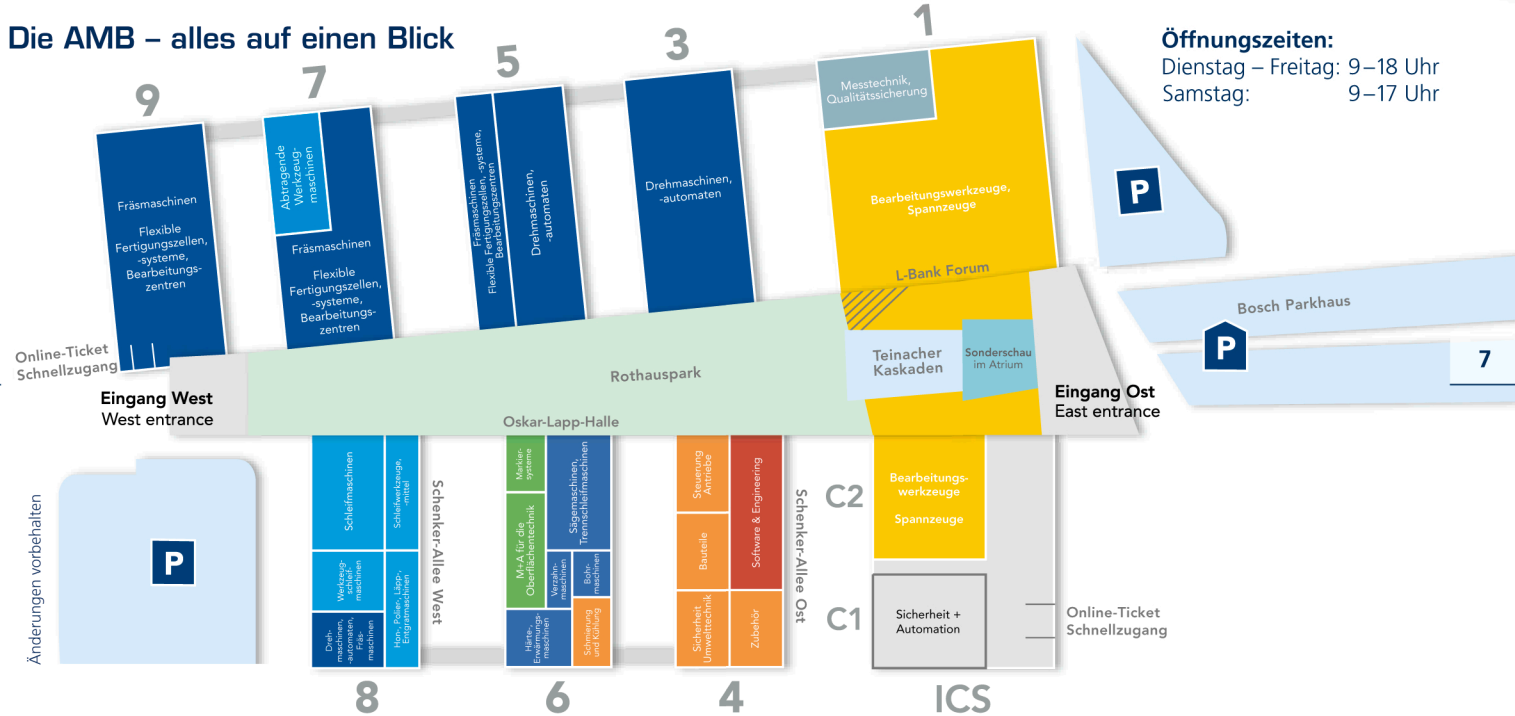 Die AMB – alles auf einen Blick
Öffnungszeiten:
Dienstag – Freitag: 9–18 Uhr
Samstag: 9–17 Uhr
9
Fräsmaschinen
Flexible
Fertigungszellen,
-systeme,
Bearbeitungs-
zentren
7
Abtragende
Werkzeug-
maschinen
Fräsmaschinen
Flexible
Fertigungszellen,
-systeme,
Bearbeitungs-
zentren
5
Fräsmaschinen
Flexible Fertigungszellen, -systeme,
Bearbeitungszentren
Drehmaschinen,
-automaten
3
Drehmaschinen,
-automaten
1
Messtechnik,
Qualitätssicherung
Bearbeitungswerkzeuge,
Spannzeuge
L-Bank Forum
P
Bosch Parkhaus
P
7
Online-Ticket
Schnellzugang
Eingang West
West entrance
Rothauspark
Teinacher
Kaskaden
Sonderschau
im Atrium
Eingang Ost
East entrance
Oskar-Lapp-Halle
Änderungen vorbehalten
P
Schleifmaschinen
Schleifwerkzeuge,
-mittel
Werkzeug-
schleif-
maschinen
Hon-, Polier-, Läpp-,
Entgratmaschinen
Dreh-
maschinen,
-automaten,
Fräs-
maschinen
8
Schenker-Allee West
Markier-
systeme
Sägemaschinen,
Trennschleifmaschinen
M+A für die
Oberflächentechnik
Verzahn-
maschinen
Bohr-
maschinen
Härte-,
Erwärmungs-
maschinen
Schmierung
und Kühlung
6
Steuerung
Antriebe
Software & Engineering
Bauteile
Sicherheit
Umwelttechnik
Zubehör
4
Schenker-Allee Ost
C2
Bearbeitungs-
werkzeuge
Spannzeuge
C1
Sicherheit +
Automation
Online-Ticket
Schnellzugang
ICS